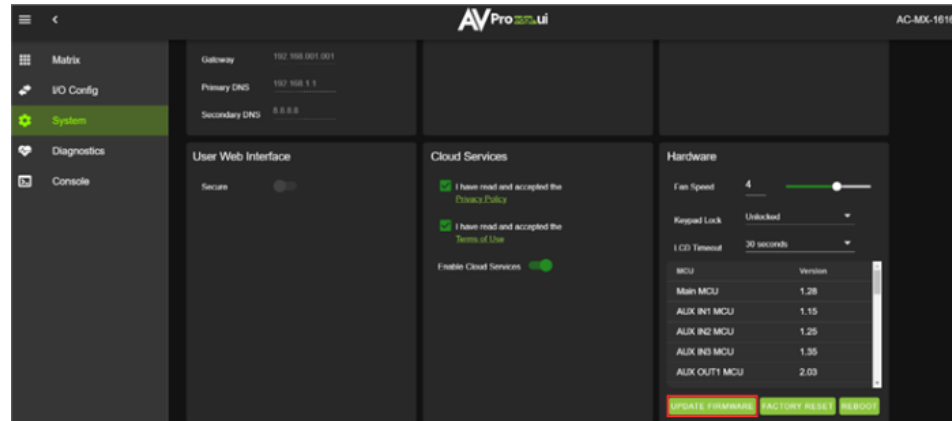 AVPro ui
AC-MX-1616
Matrix
I/O Config
System
Diagnostics
Console
Gateway 192.168.001.001
Primary DNS 192.168.1.1
Secondary DNS 8.8.8.8
User Web Interface
Secure
Cloud Services
I have read and accepted the
Privacy Policy
I have read and accepted the
Terms of Use
Enable Cloud Services
Hardware
Fan Speed 4
Keypad Lock Unlocked
LCD Timeout 30 seconds
MCU Version
Main MCU 1.28
AUX IN1 MCU 1.15
AUX IN2 MCU 1.25
AUX IN3 MCU 1.35
AUX OUT1 MCU 2.03
UPDATE FIRMWARE FACTORY RESET REBOOT